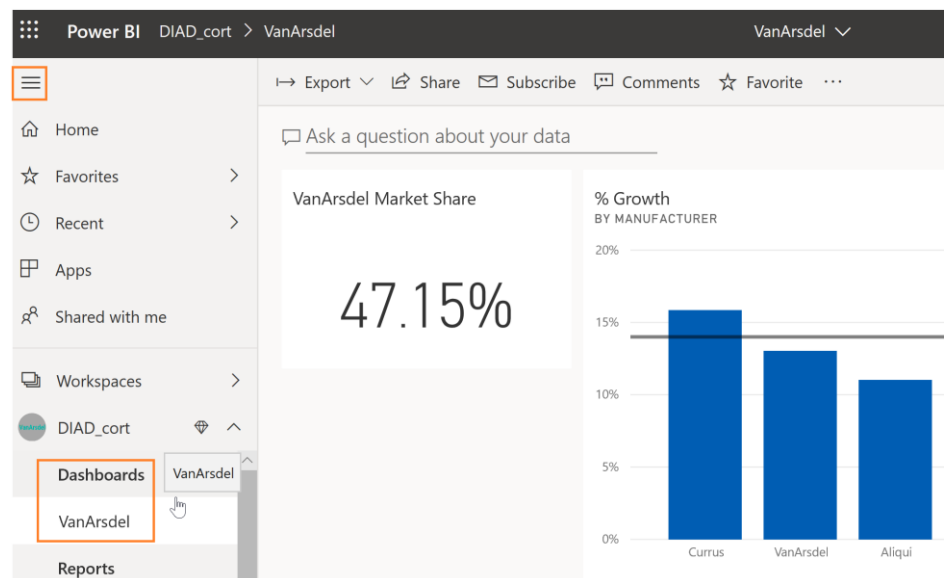 Power BI DIAD_cort > VanArsdel
VanArsdel
Export
Share
Subscribe
Comments
Favorite
...
Home
Favorites
Recent
Apps
Shared with me
Workspaces
DIAD_cort
Dashboards
VanArsdel
VanArsdel
Reports
Ask a question about your data
VanArsdel Market Share
47.15%
% Growth
BY MANUFACTURER
20%
15%
10%
5%
0%
Currus
VanArsdel
Aliqui